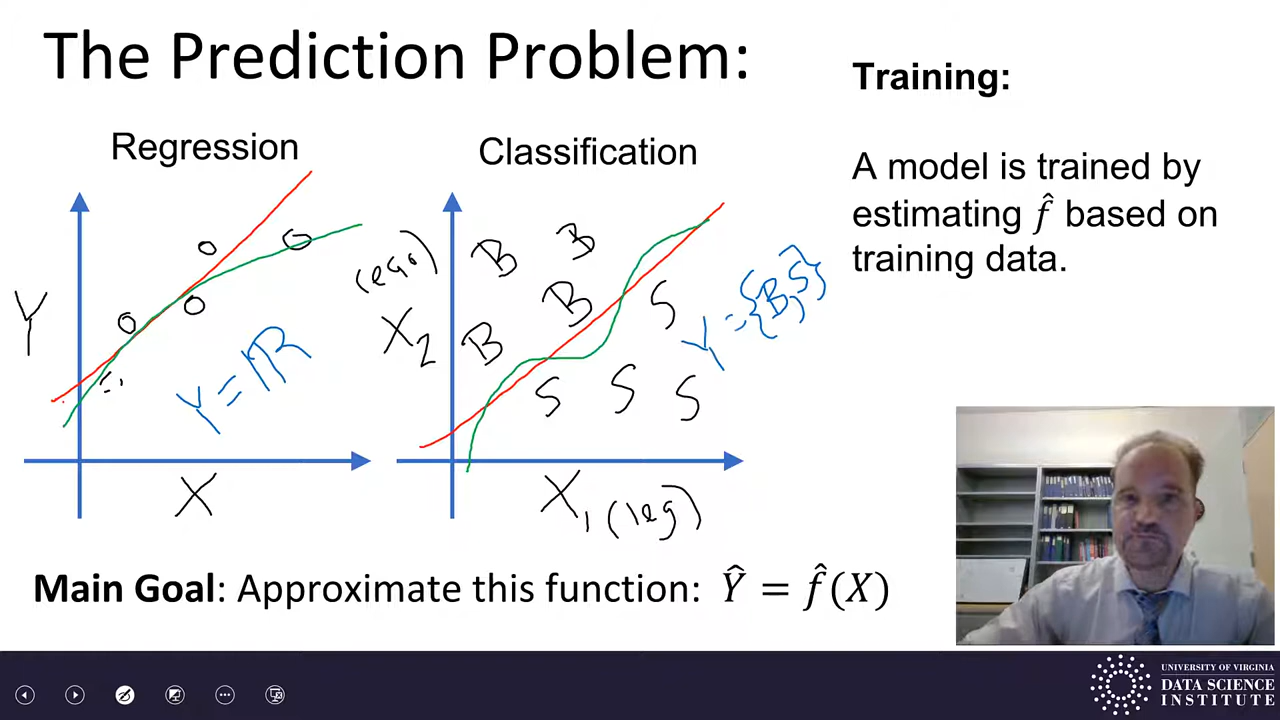 The Prediction Problem:
Training:
Regression
Classification
A model is trained by
estimating f̂ based on
training data.
Y
X
Y = ℝ
X₂
B
B
B
B
S
S
S
S
Y = {B, S}
X₁ (leg)
Main Goal: Approximate this function: Ŷ = f̂(X)
UNIVERSITY OF VIRGINIA
DATA SCIENCE
INSTITUTE